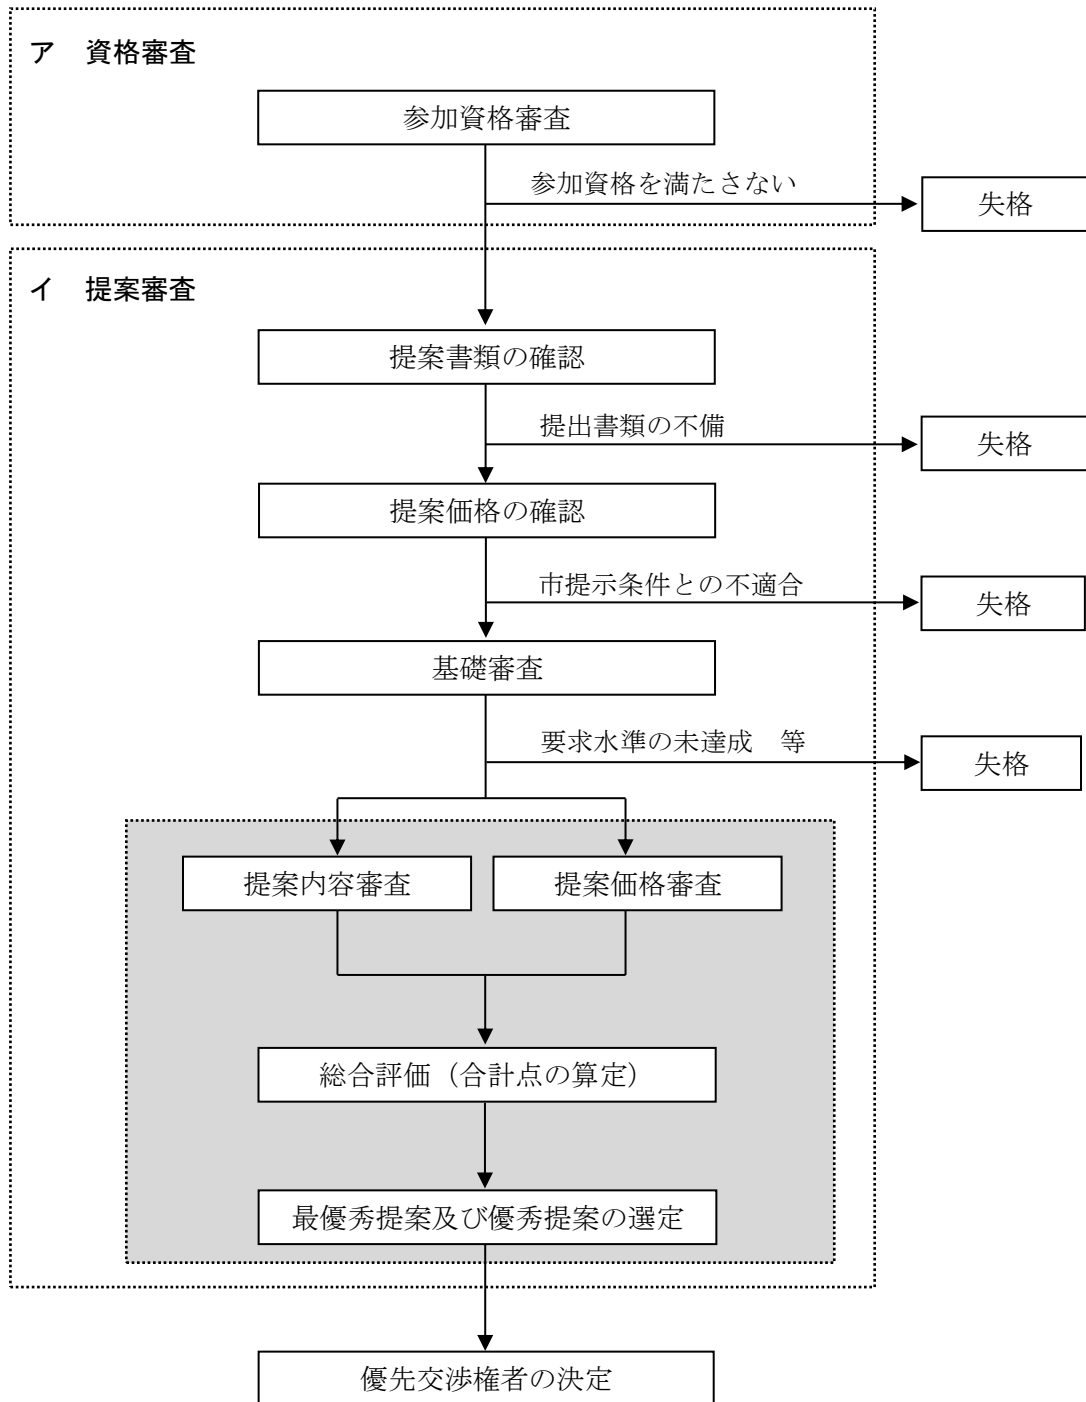 ア　資格審査
参加資格審査
参加資格を満たさない
失格
イ　提案審査
提案書類の確認
提出書類の不備
失格
提案価格の確認
市提示条件との不適合
失格
基礎審査
要求水準の未達成　等
失格
提案内容審査
提案価格審査
総合評価（合計点の算定）
最優秀提案及び優秀提案の選定
優先交渉権者の決定